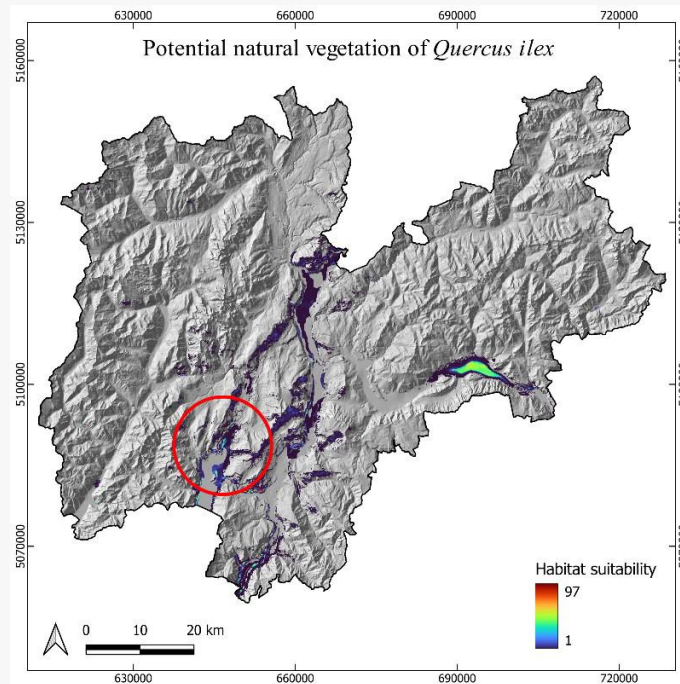 630000 660000 690000 720000
Potential natural vegetation of Quercus ilex
5160000
5130000
5100000
5070000
Habitat suitability
97
1
0 10 20 km
630000 660000 690000 720000